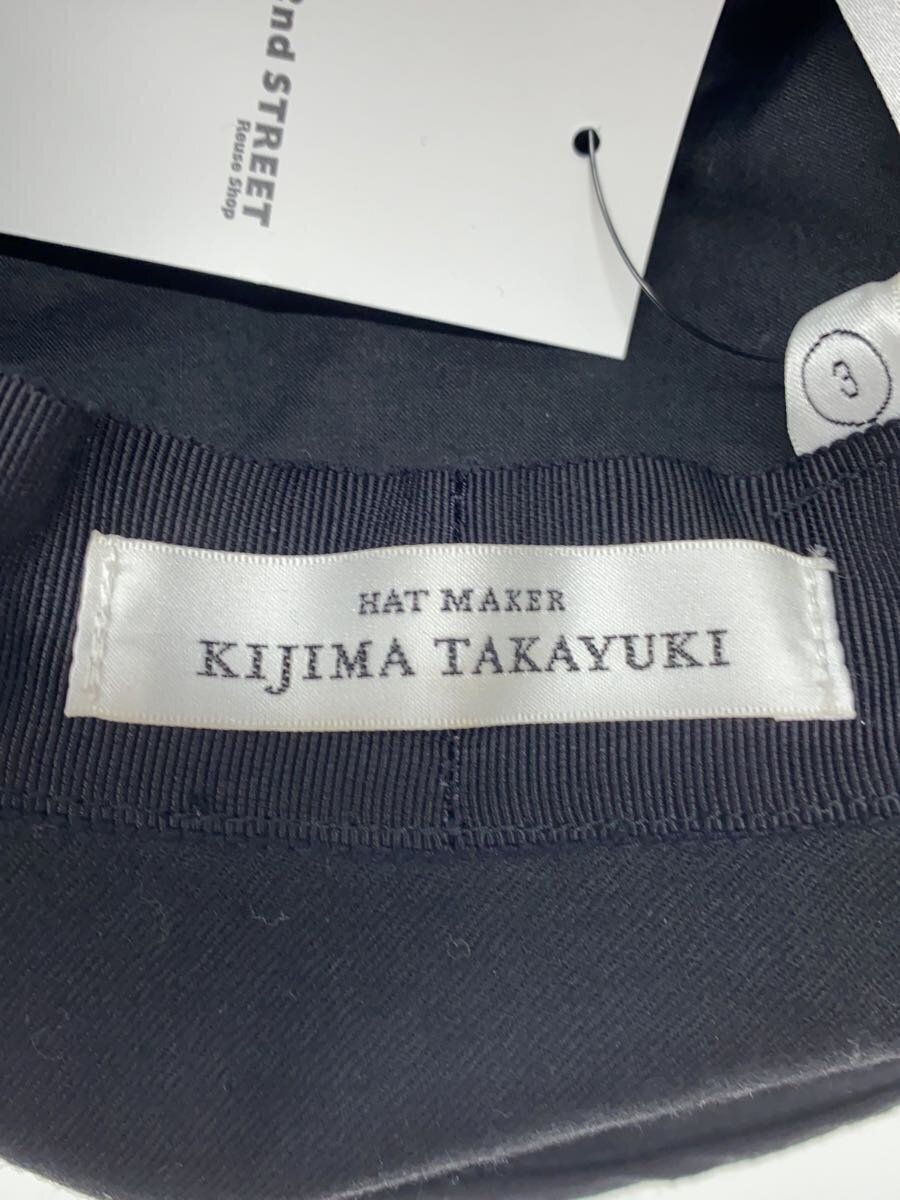 2nd STREET
Reuse Shop
3
HAT MAKER
KIJIMA TAKAYUKI